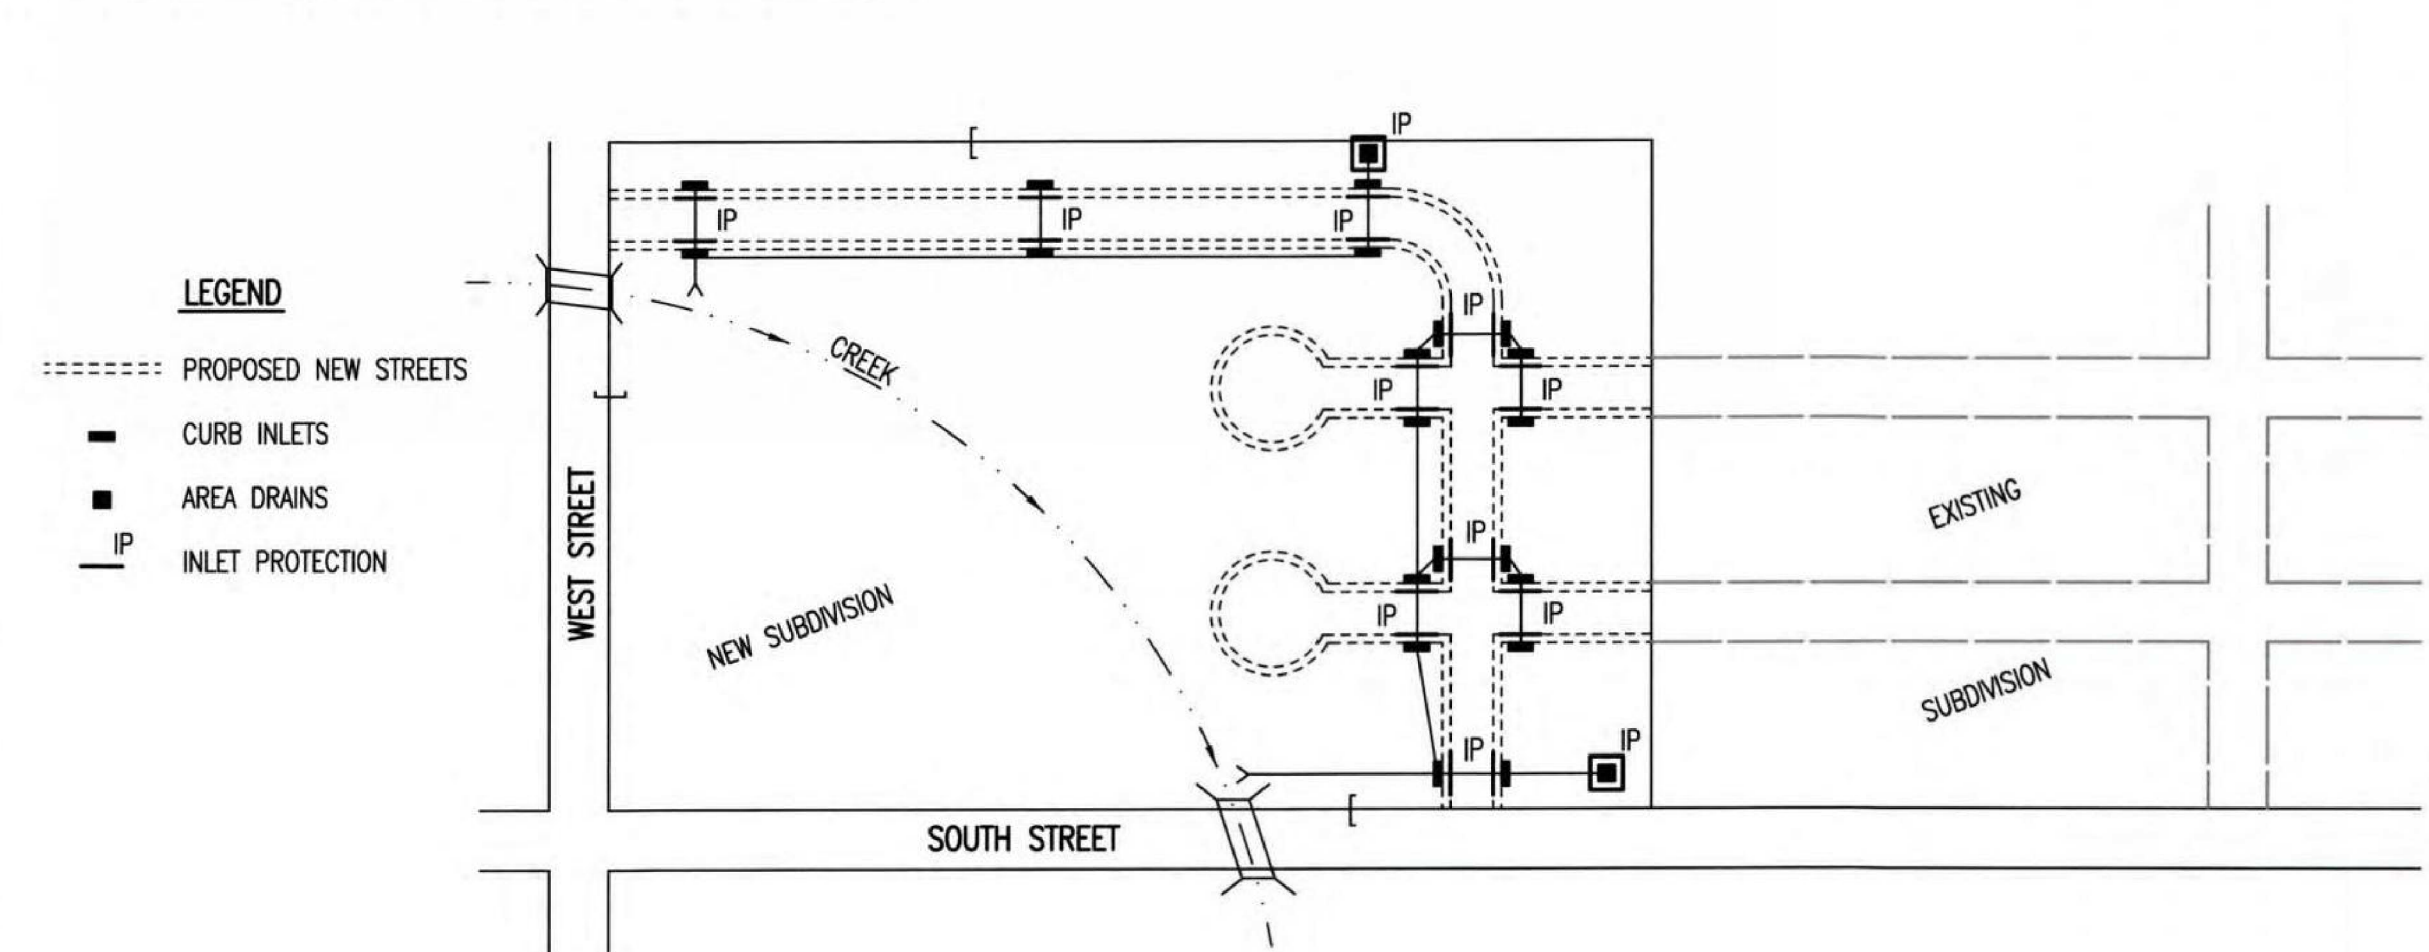 IP
IP
IP
IP
LEGEND
IP
PROPOSED NEW STREETS
CREEK
IP
IP
CURB INLETS
WEST STREET
AREA DRAINS
EXISTING
IP
IP
INLET PROTECTION
NEW SUBDIVISION
IP
IP
SUBDIVISION
IP
IP
SOUTH STREET